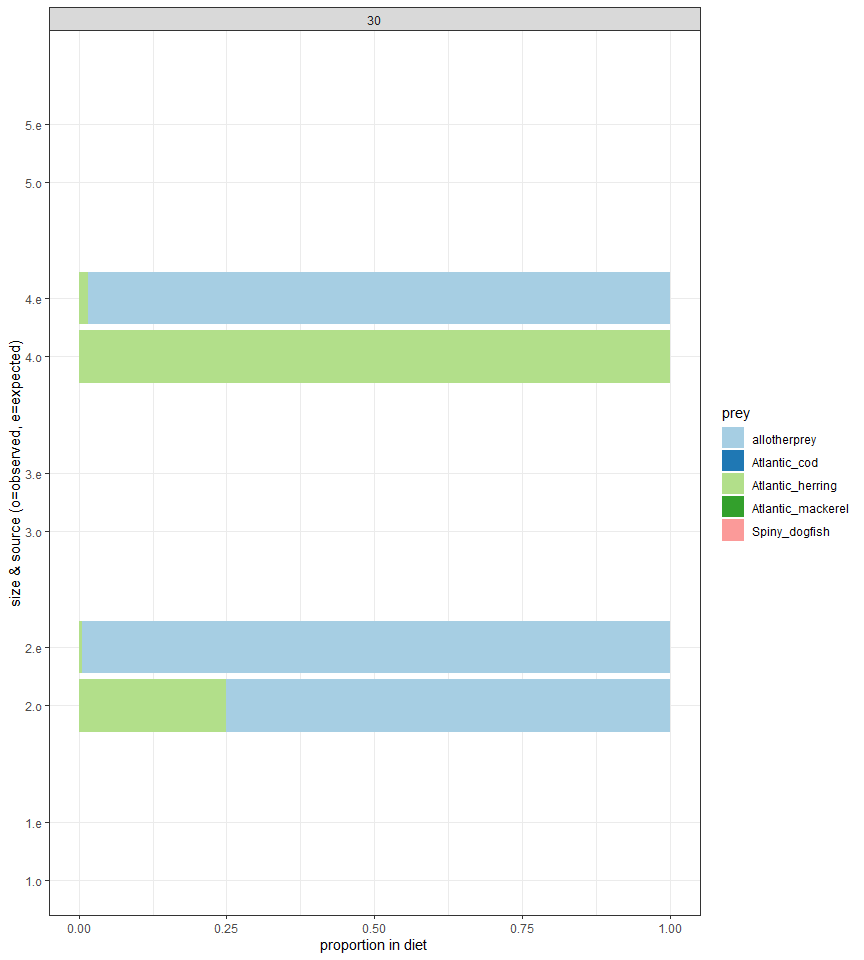 30
5.e
5.o
4.e
4.o
3.e
3.o
2.e
2.o
1.e
1.o
size & source (o=observed, e=expected)
0.00 0.25 0.50 0.75 1.00
proportion in diet
prey
allotherprey
Atlantic_cod
Atlantic_herring
Atlantic_mackerel
Spiny_dogfish